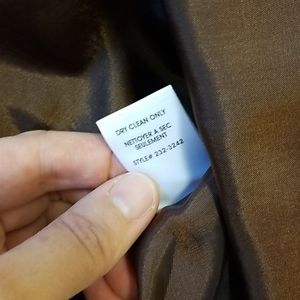 DRY CLEAN ONLY
NETTOYER A SEC
SEULEMENT
STYLE# 232-3242